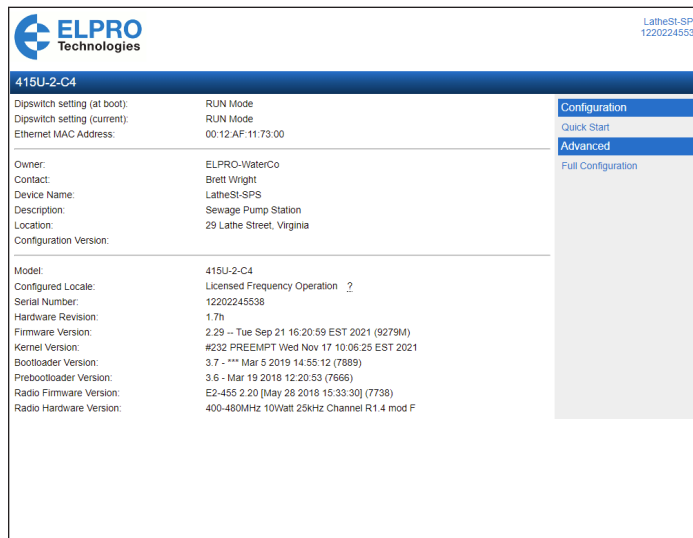 ELPRO
Technologies
LatheSt-SP
1220224553
415U-2-C4
Dipswitch setting (at boot): RUN Mode
Dipswitch setting (current): RUN Mode
Ethernet MAC Address: 00:12:AF:11:73:00
Configuration
Quick Start
Advanced
Full Configuration
Owner: ELPRO-WaterCo
Contact: Brett Wright
Device Name: LatheSt-SPS
Description: Sewage Pump Station
Location: 29 Lathe Street, Virginia
Configuration Version:
Model: 415U-2-C4
Configured Locale: Licensed Frequency Operation ?
Serial Number: 12202245538
Hardware Revision: 1.7h
Firmware Version: 2.29 -- Tue Sep 21 16:20:59 EST 2021 (9279M)
Kernel Version: #232 PREEMPT Wed Nov 17 10:06:25 EST 2021
Bootloader Version: 3.7 - *** Mar 5 2019 14:55:12 (7889)
Prebootloader Version: 3.6 - Mar 19 2018 12:20:53 (7666)
Radio Firmware Version: E2-455 2.20 [May 28 2018 15:33:30] (7738)
Radio Hardware Version: 400-480MHz 10Watt 25kHz Channel R1.4 mod F